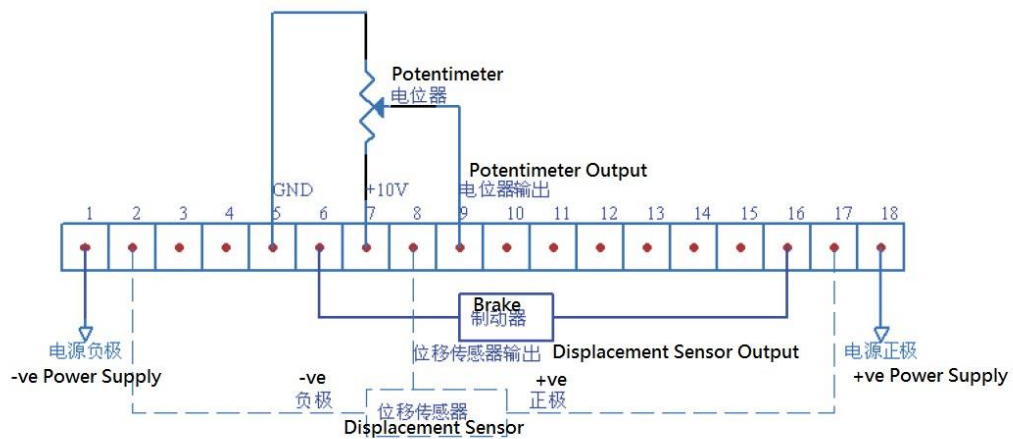 Potentimeter
电位器
Potentimeter Output
GND +10V 电位器输出
1 2 3 4 5 6 7 8 9 10 11 12 13 14 15 16 17 18
Brake
制动器
电源负极 位移传感器输出 Displacement Sensor Output 电源正极
-ve Power Supply -ve +ve +ve Power Supply
负极 正极
位移传感器
Displacement Sensor